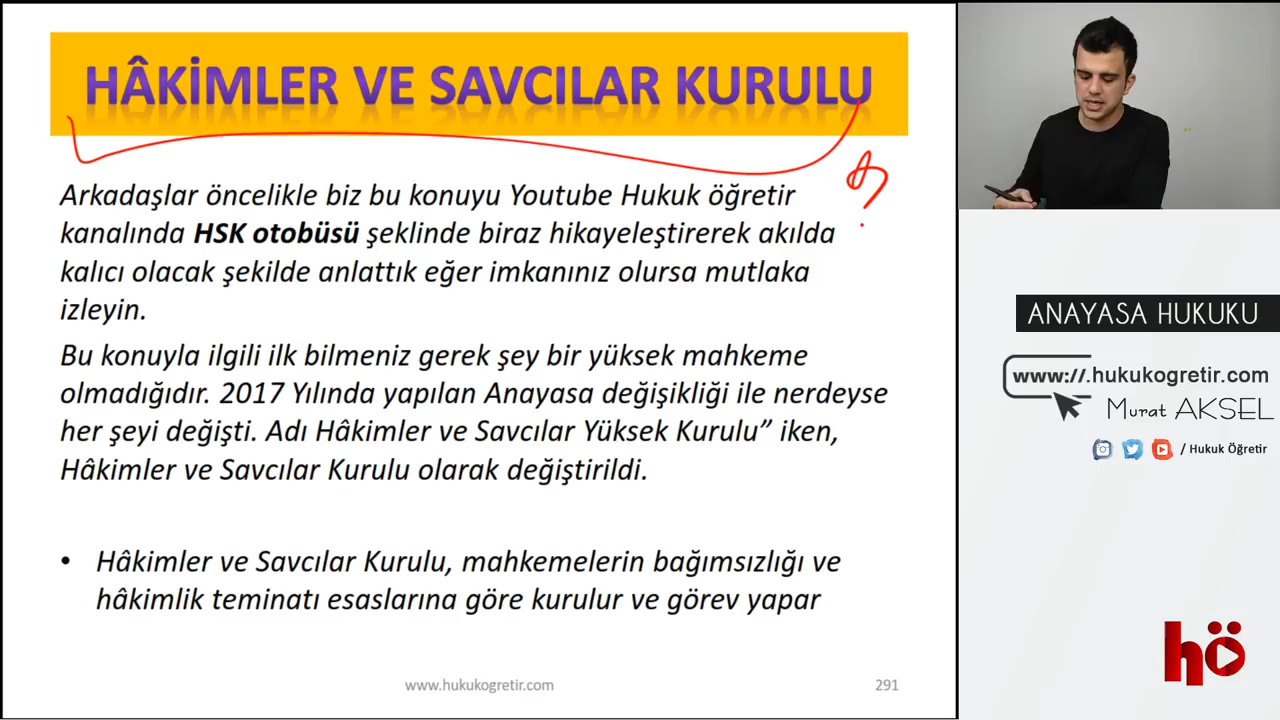 HÂKİMLER VE SAVCILAR KURULU
Arkadaşlar öncelikle biz bu konuyu Youtube Hukuk öğretir
kanalında HSK otobüsü şeklinde biraz hikayeleştirerek akılda
kalıcı olacak şekilde anlattık eğer imkanınız olursa mutlaka
izleyin.
Bu konuyla ilgili ilk bilmeniz gerek şey bir yüksek mahkeme
olmadığıdır. 2017 Yılında yapılan Anayasa değişikliği ile nerdeyse
her şeyi değişti. Adı Hâkimler ve Savcılar Yüksek Kurulu” iken,
Hâkimler ve Savcılar Kurulu olarak değiştirildi.
• Hâkimler ve Savcılar Kurulu, mahkemelerin bağımsızlığı ve
hâkimlik teminatı esaslarına göre kurulur ve görev yapar
www.hukukogretir.com
291
ANAYASA HUKUKU
www://.hukukogretir.com
Murat AKSEL
/ Hukuk Öğretir
hö